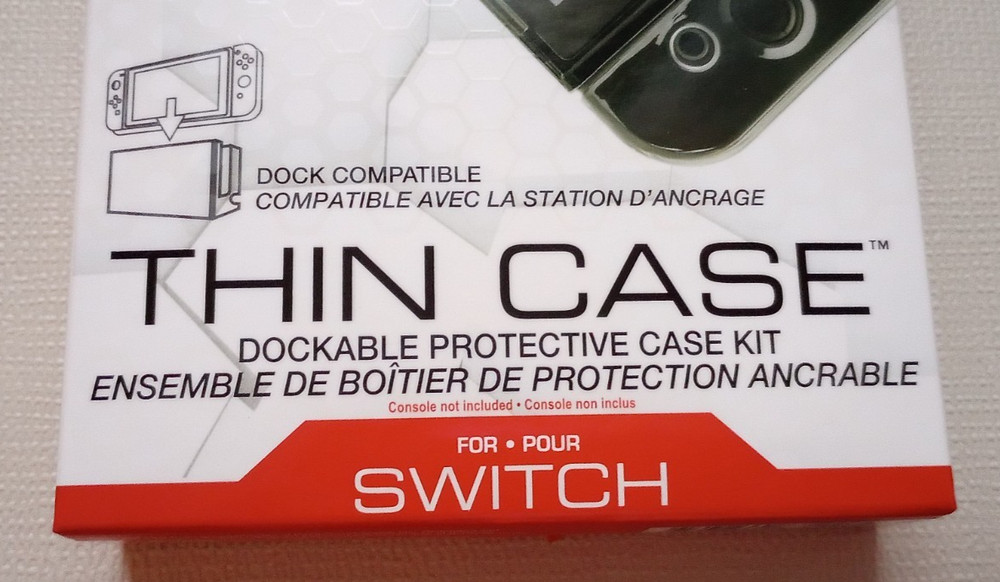 DOCK COMPATIBLE
COMPATIBLE AVEC LA STATION D'ANCRAGE
THIN CASE™
DOCKABLE PROTECTIVE CASE KIT
ENSEMBLE DE BOÎTIER DE PROTECTION ANCRABLE
Console not included • Console non inclus
FOR • POUR
SWITCH